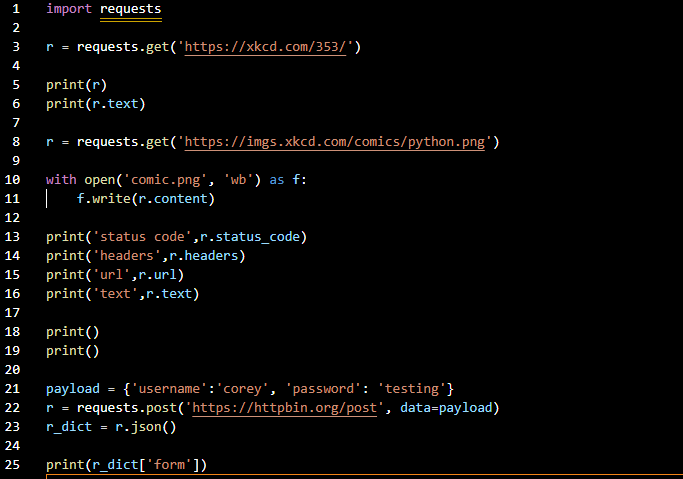 1 import requests
2
3 r = requests.get('https://xkcd.com/353/')
4
5 print(r)
6 print(r.text)
7
8 r = requests.get('https://imgs.xkcd.com/comics/python.png')
9
10 with open('comic.png', 'wb') as f:
11     f.write(r.content)
12
13 print('status code',r.status_code)
14 print('headers',r.headers)
15 print('url',r.url)
16 print('text',r.text)
17
18 print()
19 print()
20
21 payload = {'username':'corey', 'password': 'testing'}
22 r = requests.post('https://httpbin.org/post', data=payload)
23 r_dict = r.json()
24
25 print(r_dict['form'])